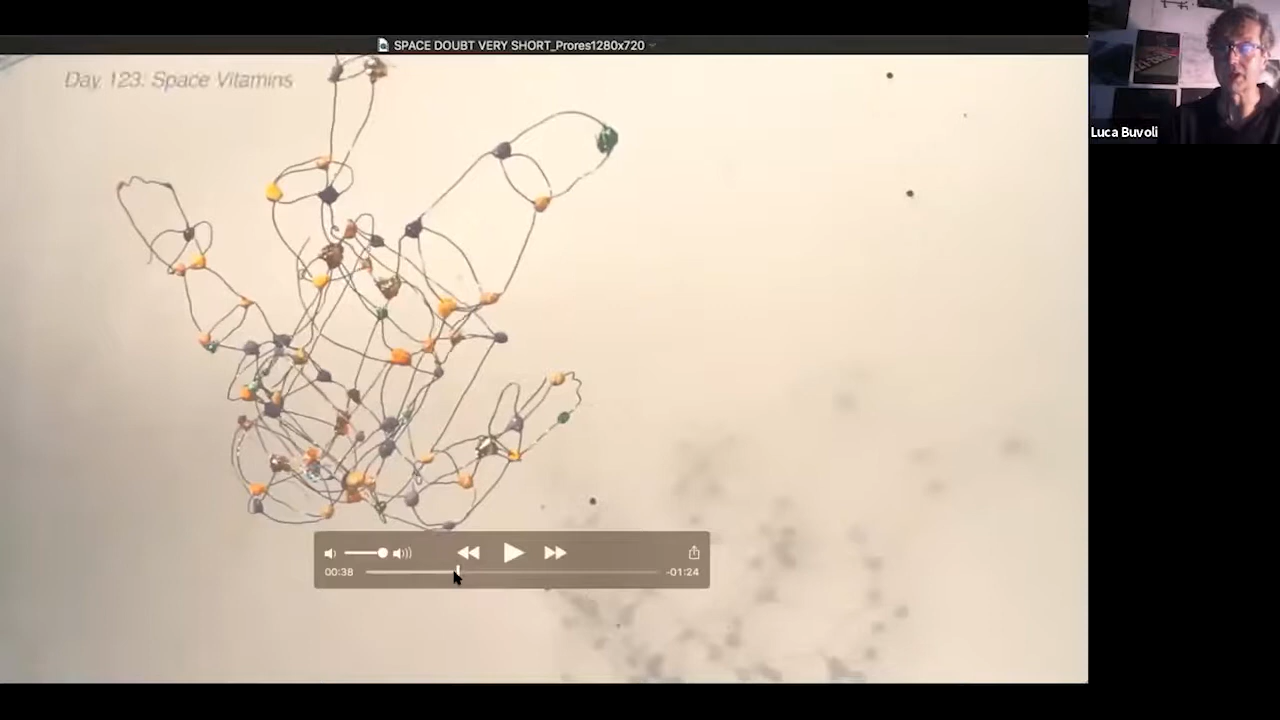 SPACE DOUBT VERY SHORT_Prores1280x720
Day 123: Space Vitamins
Luca Buvoli
00:38
-01:24